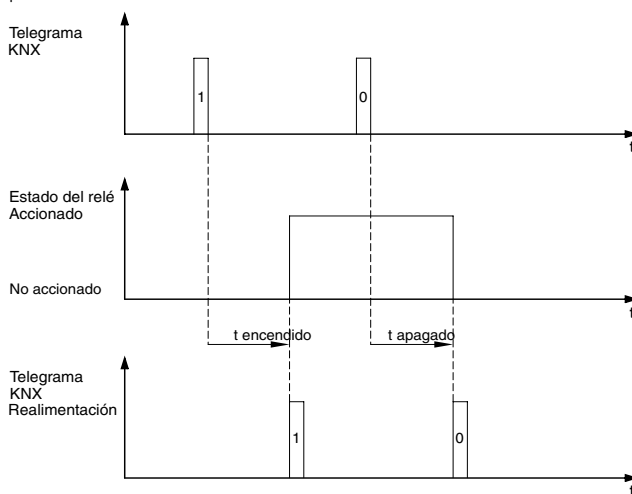 Telegrama
KNX
1
0
t
Estado del relé
Accionado
No accionado
t
t encendido
t apagado
Telegrama
KNX
Realimentación
1
0
t